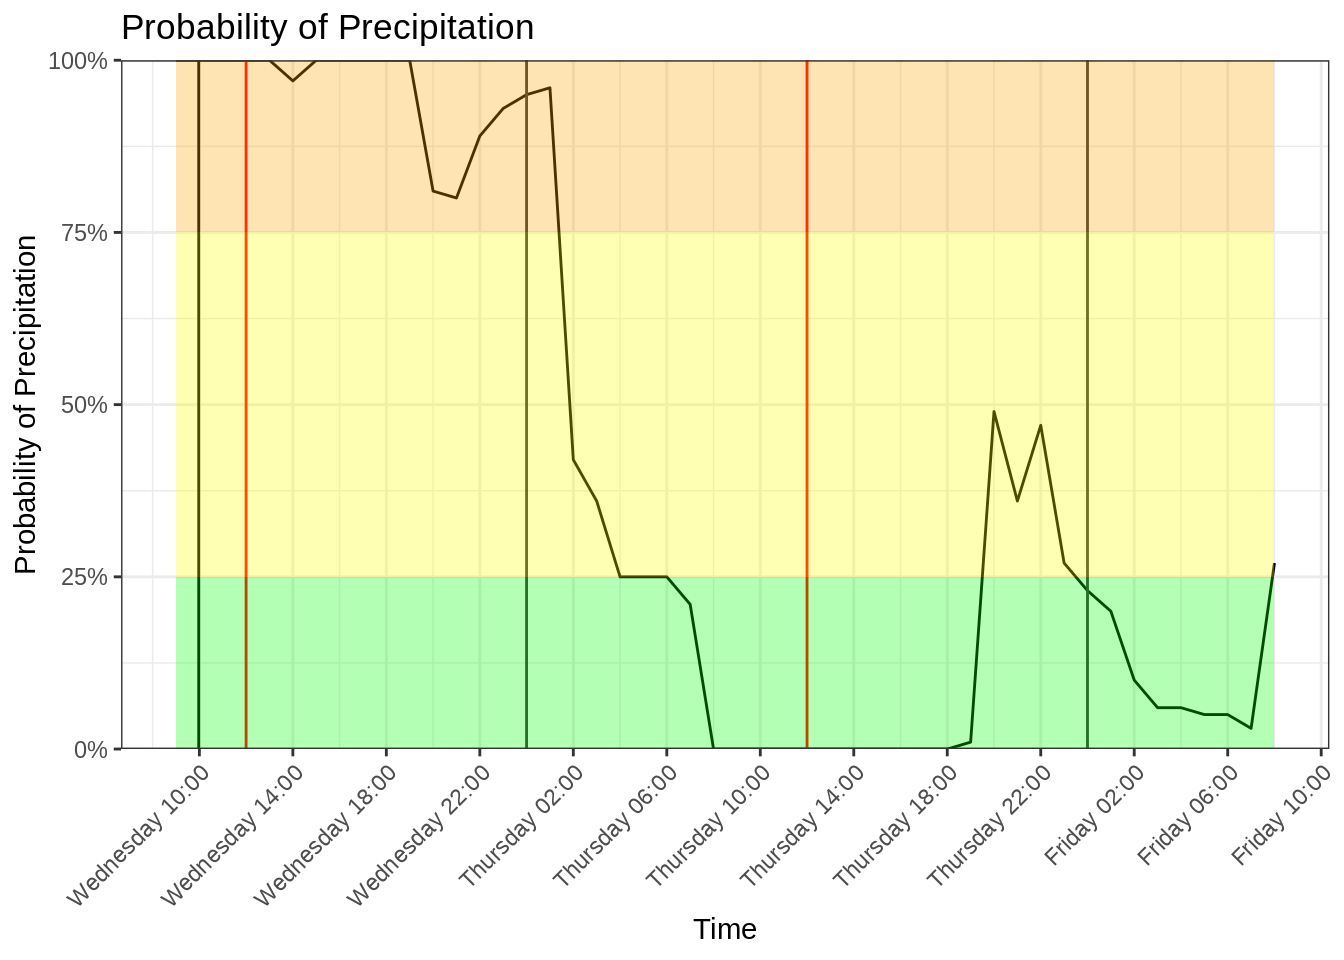 Probability of Precipitation
Probability of Precipitation
100%
75%
50%
25%
0%
Wednesday 10:00
Wednesday 14:00
Wednesday 18:00
Wednesday 22:00
Thursday 02:00
Thursday 06:00
Thursday 10:00
Thursday 14:00
Thursday 18:00
Thursday 22:00
Friday 02:00
Friday 06:00
Friday 10:00
Time